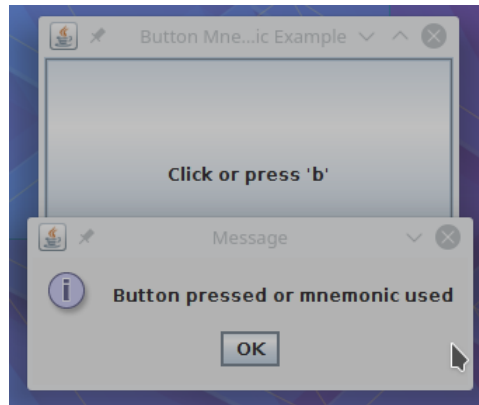 Button Mne...ic Example
Click or press 'b'
Message
i
Button pressed or mnemonic used
OK